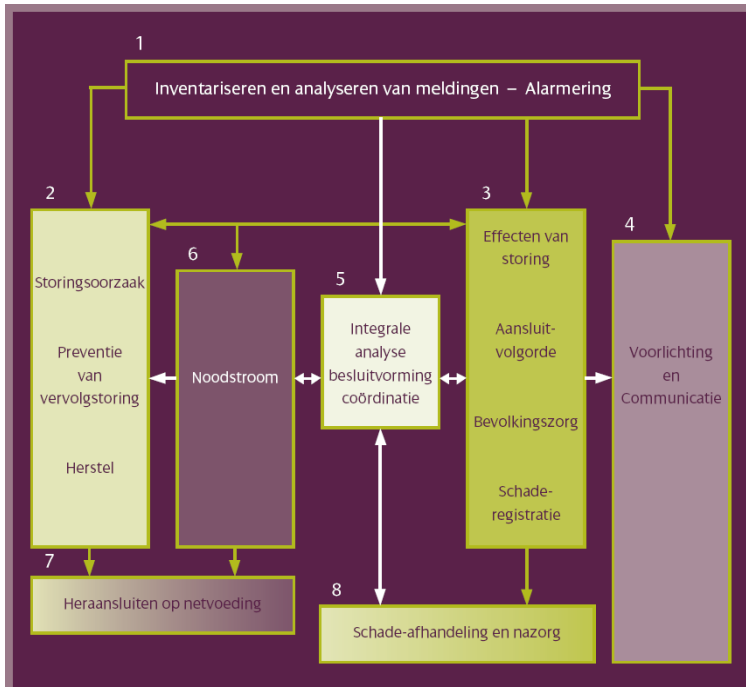 1
Inventariseren en analyseren van meldingen – Alarmering
2
Storingsoorzaak
Preventie
van
vervolgstoring
Herstel
6
Noodstroom
5
Integrale
analyse
besluitvorming
coördinatie
3
Effecten van
storing
Aansluit-
volgorde
Bevolkingszorg
Schade-
registratie
4
Voorlichting
en
Communicatie
7
Heraansluiten op netvoeding
8
Schade-afhandeling en nazorg